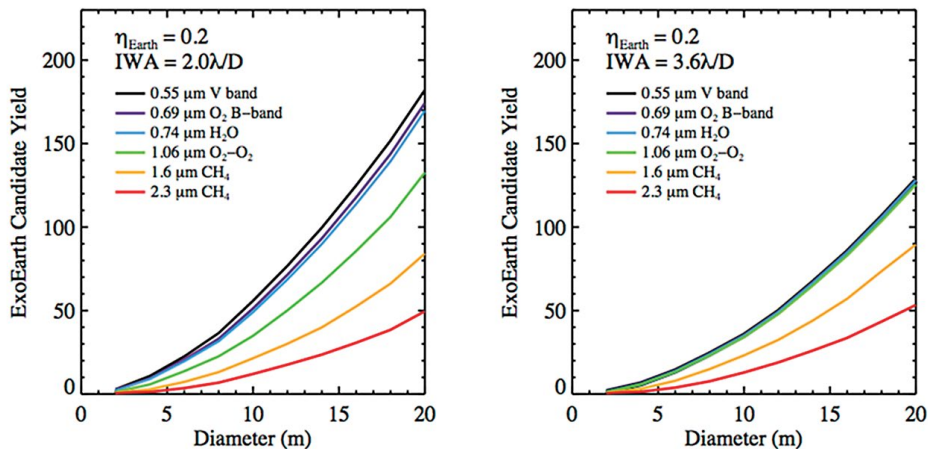 η_Earth = 0.2
IWA = 2.0λ/D
0.55 μm V band
0.69 μm O₂ B−band
0.74 μm H₂O
1.06 μm O₂−O₂
1.6 μm CH₄
2.3 μm CH₄
ExoEarth Candidate Yield
200
150
100
50
0
0 5 10 15 20
Diameter (m)
η_Earth = 0.2
IWA = 3.6λ/D
0.55 μm V band
0.69 μm O₂ B−band
0.74 μm H₂O
1.06 μm O₂−O₂
1.6 μm CH₄
2.3 μm CH₄
ExoEarth Candidate Yield
200
150
100
50
0
0 5 10 15 20
Diameter (m)